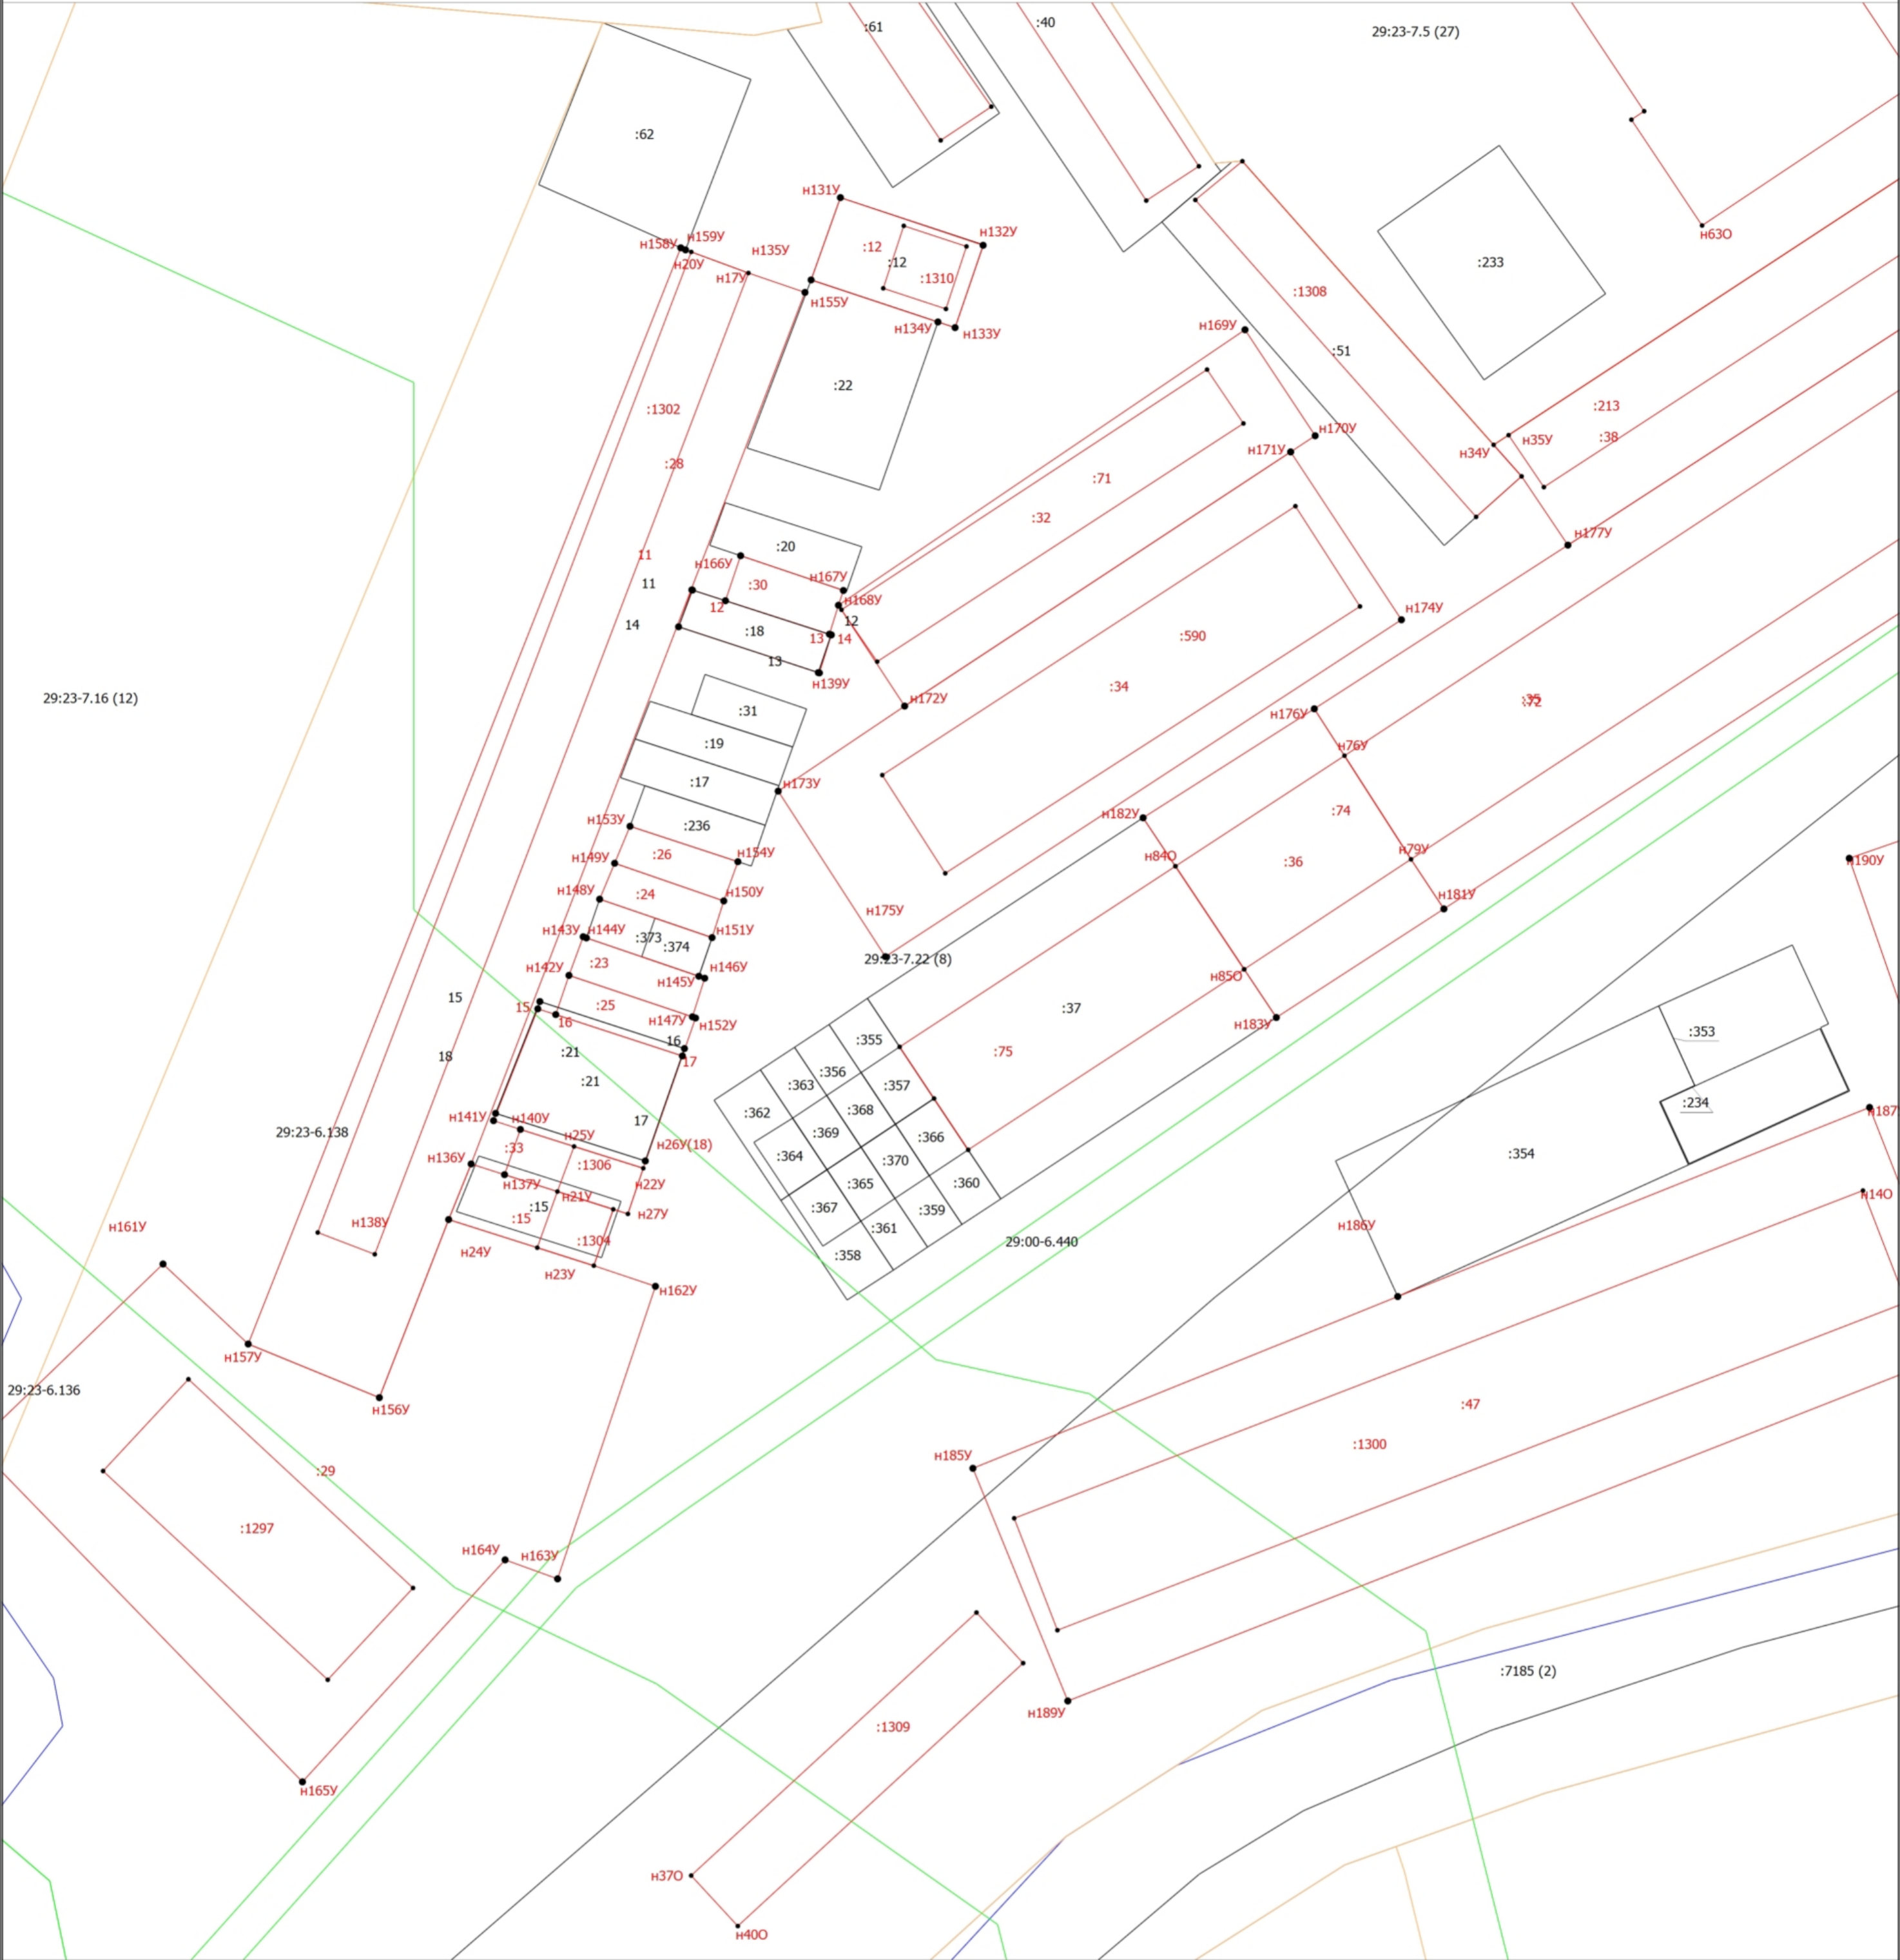 :61
:40
29:23-7.5 (27)
:62
н131У
н132У
н63О
н158У
н159У
н20У
н135У
н17У
:12
:12
:1310
:233
н155У
н134У
н133У
:1308
н169У
:51
:22
:1302
:213
:38
н35У
н34У
н170У
н171У
:28
:71
:32
н177У
11
11
:20
н166У
:30
н167У
12
н168У
12
н174У
14
:18
13
14
13
:590
н139У
:34
29:23-7.16 (12)
н172У
:31
:19
:17
н173У
:35
:72
н176У
н76У
н153У
:236
н182У
:74
н149У
:26
н154У
н84О
:36
н79У
н190У
н148У
:24
н150У
н181У
н175У
н143У
н144У
:373
:374
н151У
29:23-7.22 (8)
н142У
:23
н145У
н146У
н85О
15
15
16
:25
н147У
н152У
:37
н183У
:353
18
:21
16
17
:355
:75
:356
:363
:357
:21
:362
:368
:234
29:23-6.138
н141У
н140У
17
:369
:366
н187
н25У
н26У(18)
:33
:364
:370
:354
н136У
:1306
н137У
н21У
н22У
:365
:360
н14О
:15
:15
н27У
:367
:359
н161У
н138У
:361
н186У
н24У
:1304
:358
29:00-6.440
н23У
н162У
н157У
29:23-6.136
н156У
:47
:1300
н185У
:29
:1297
н164У
н163У
:7185 (2)
н189У
:1309
н165У
н37О
н40О